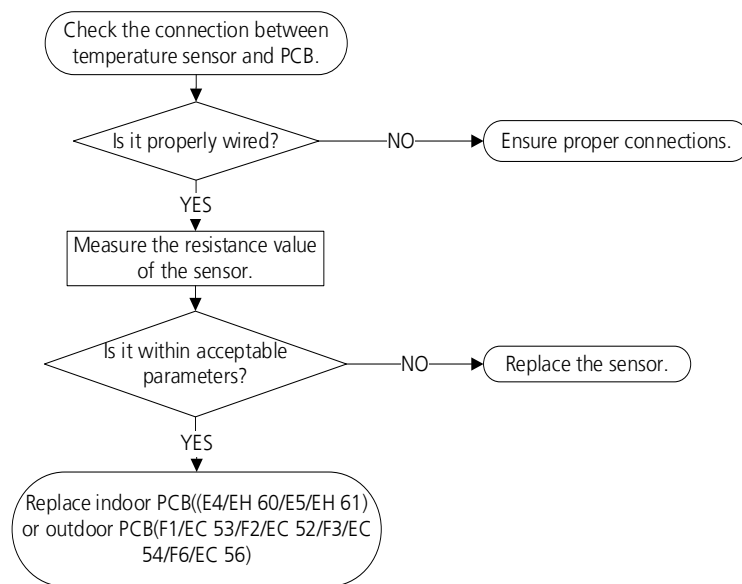 Check the connection between
temperature sensor and PCB.
Is it properly wired?
NO
Ensure proper connections.
YES
Measure the resistance value
of the sensor.
Is it within acceptable
parameters?
NO
Replace the sensor.
YES
Replace indoor PCB((E4/EH 60/E5/EH 61)
or outdoor PCB(F1/EC 53/F2/EC 52/F3/EC
54/F6/EC 56)